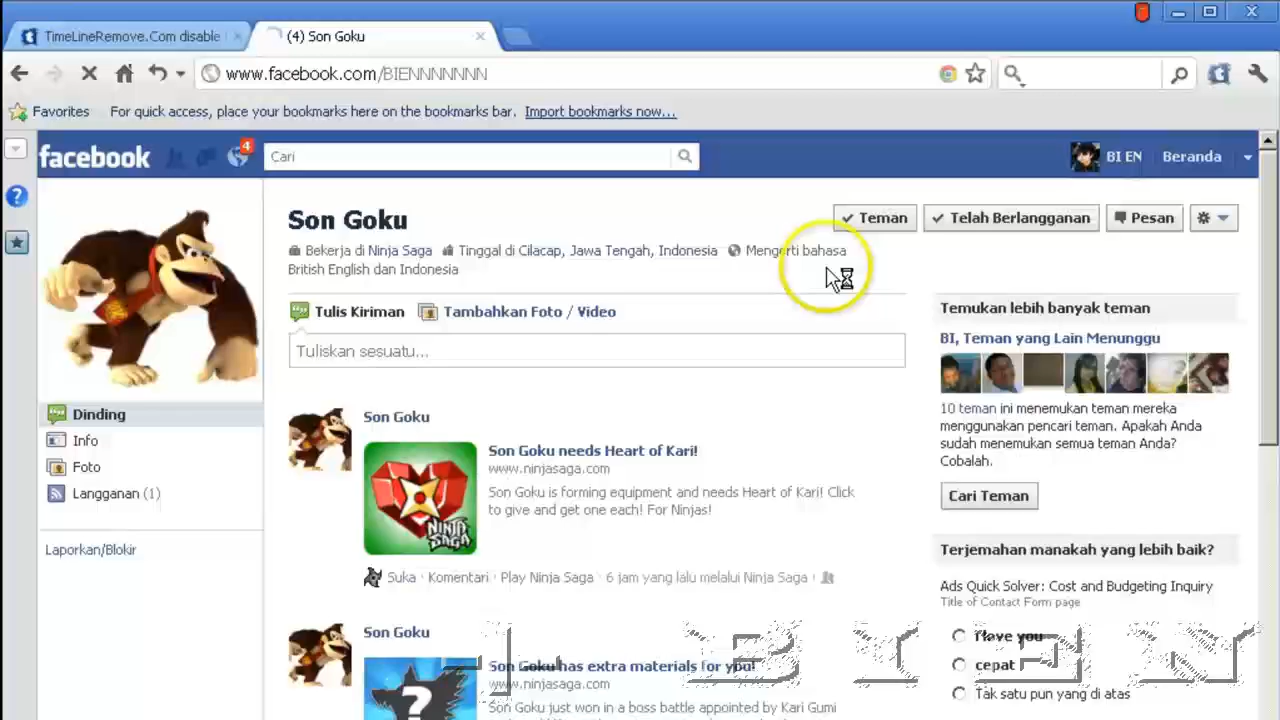 TimeLineRemove.Com disable
(4) Son Goku
www.facebook.com/BIENNNNNNN
Favorites For quick access, place your bookmarks here on the bookmarks bar. Import bookmarks now...
facebook 4 Cari BI EN Beranda
Son Goku
Teman Telah Berlangganan Pesan
Bekerja di Ninja Saga Tinggal di Cilacap, Jawa Tengah, Indonesia Mengerti bahasa
British English dan Indonesia
Tulis Kiriman Tambahkan Foto / Video
Tuliskan sesuatu...
Dinding
Info
Foto
Langganan (1)
Laporkan/Blokir
Son Goku
NINJA SAGA
Son Goku needs Heart of Kari!
www.ninjasaga.com
Son Goku is forming equipment and needs Heart of Kari! Click
to give and get one each! For Ninjas!
Suka · Komentari · Play Ninja Saga · 6 jam yang lalu melalui Ninja Saga ·
Son Goku
?
Son Goku has extra materials for you!
www.ninjasaga.com
Son Goku just won in a boss battle appointed by Kari Gumi
Temukan lebih banyak teman
BI, Teman yang Lain Menunggu
10 teman ini menemukan teman mereka
menggunakan pencari teman. Apakah Anda
sudah menemukan semua teman Anda?
Cobalah.
Cari Teman
Terjemahan manakah yang lebih baik?
Ads Quick Solver: Cost and Budgeting Inquiry
Title of Contact Form page
I love you
cepat
Tak satu pun yang di atas
BIEN